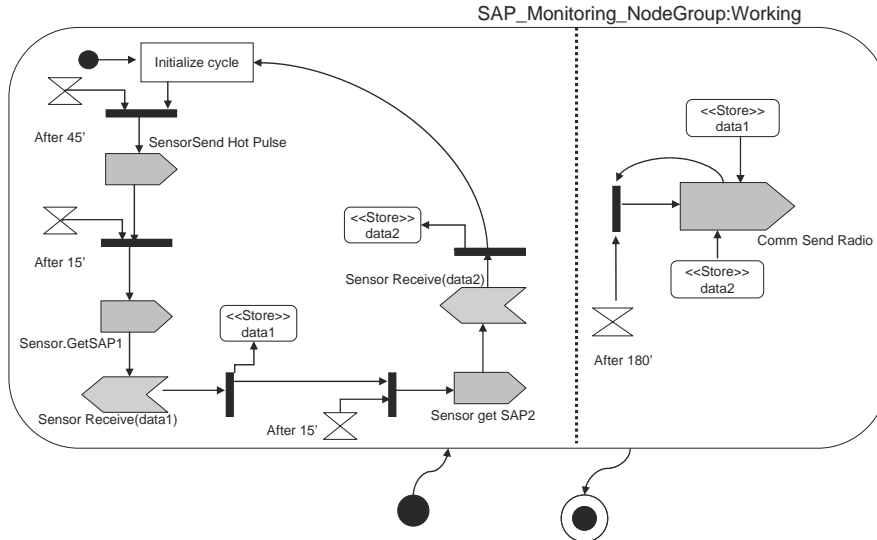 SAP_Monitoring_NodeGroup:Working
Initialize cycle
After 45'
SensorSend Hot Pulse
After 15'
Sensor.GetSAP1
Sensor Receive(data1)
<<Store>>
data1
After 15'
Sensor get SAP2
Sensor Receive(data2)
<<Store>>
data2
<<Store>>
data1
Comm Send Radio
<<Store>>
data2
After 180'